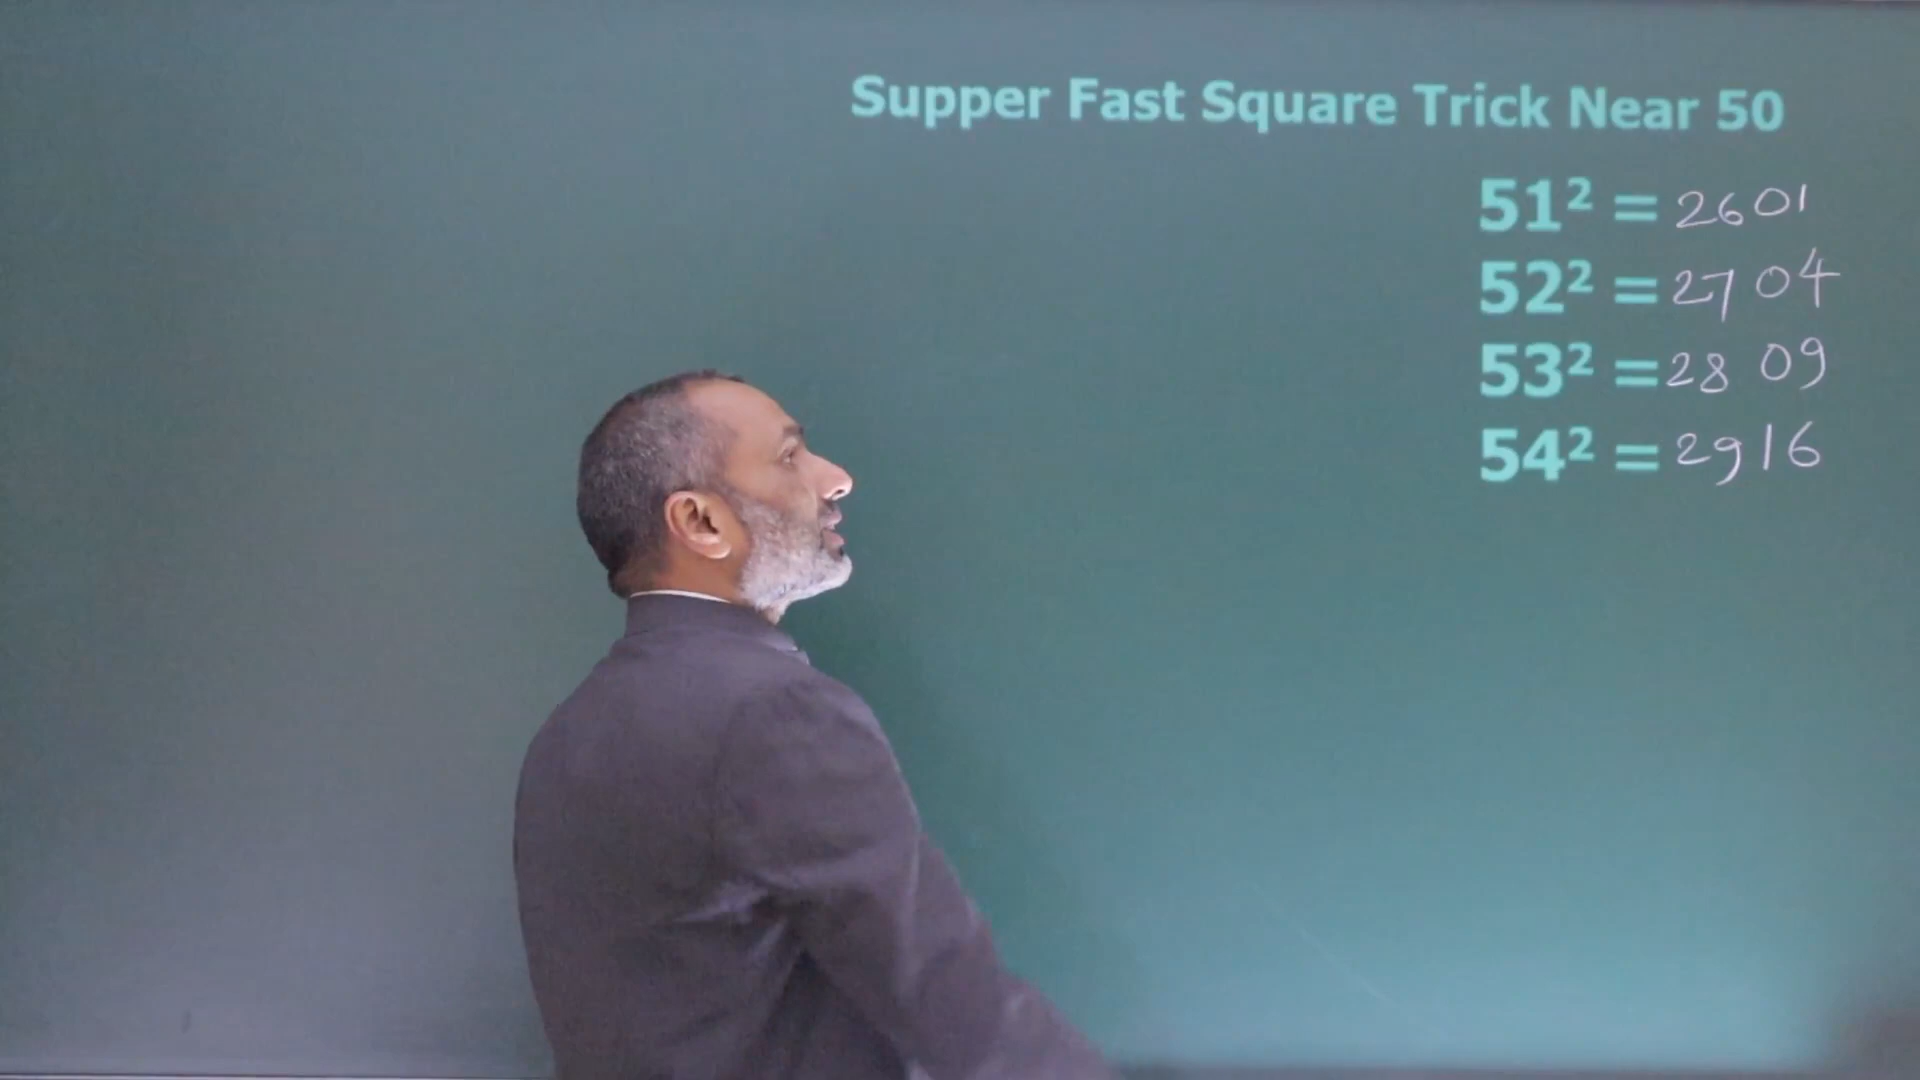 Supper Fast Square Trick Near 50
51² = 2601
52² = 2704
53² = 2809
54² = 2916